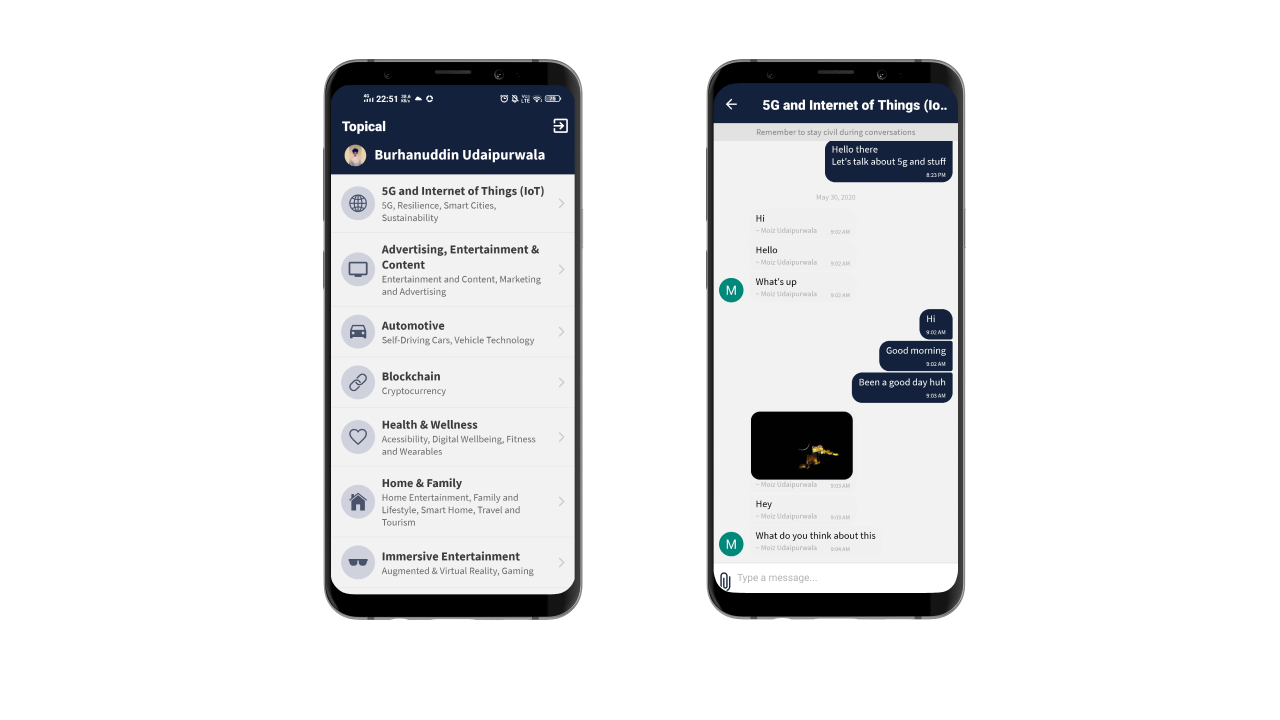 22:51
Topical
Burhanuddin Udaipurwala
5G and Internet of Things (IoT)
5G, Resilience, Smart Cities,
Sustainability
Advertising, Entertainment &
Content
Entertainment and Content, Marketing
and Advertising
Automotive
Self-Driving Cars, Vehicle Technology
Blockchain
Cryptocurrency
Health & Wellness
Acessibility, Digital Wellbeing, Fitness
and Wearables
Home & Family
Home Entertainment, Family and
Lifestyle, Smart Home, Travel and
Tourism
Immersive Entertainment
Augmented & Virtual Reality, Gaming
5G and Internet of Things (Io..
Remember to stay civil during conversations
Hello there
Let's talk about 5g and stuff
8:23 PM
May 30, 2020
Hi
~ Moiz Udaipurwala 9:02 AM
Hello
~ Moiz Udaipurwala 9:02 AM
What's up
M
~ Moiz Udaipurwala 9:02 AM
Hi
9:02 AM
Good morning
9:02 AM
Been a good day huh
9:03 AM
~ Moiz Udaipurwala 9:03 AM
Hey
~ Moiz Udaipurwala 9:03 AM
What do you think about this
M
~ Moiz Udaipurwala 9:04 AM
Type a message...